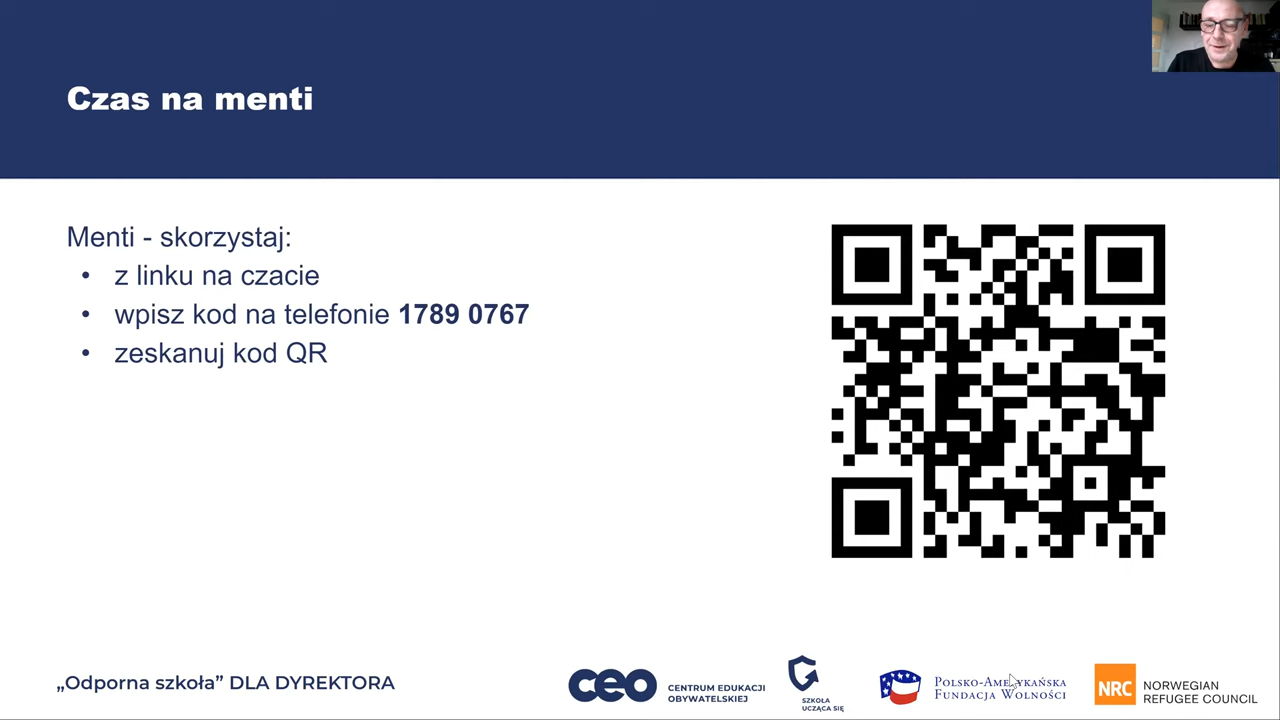 Czas na menti
Menti - skorzystaj:
• z linku na czacie
• wpisz kod na telefonie 1789 0767
• zeskanuj kod QR
„Odporna szkoła” DLA DYREKTORA
ceo
CENTRUM EDUKACJI
OBYWATELSKIEJ
SZKOŁA
UCZĄCA SIĘ
POLSKO-AMERYKAŃSKA
FUNDACJA WOLNOŚCI
NRC
NORWEGIAN
REFUGEE COUNCIL